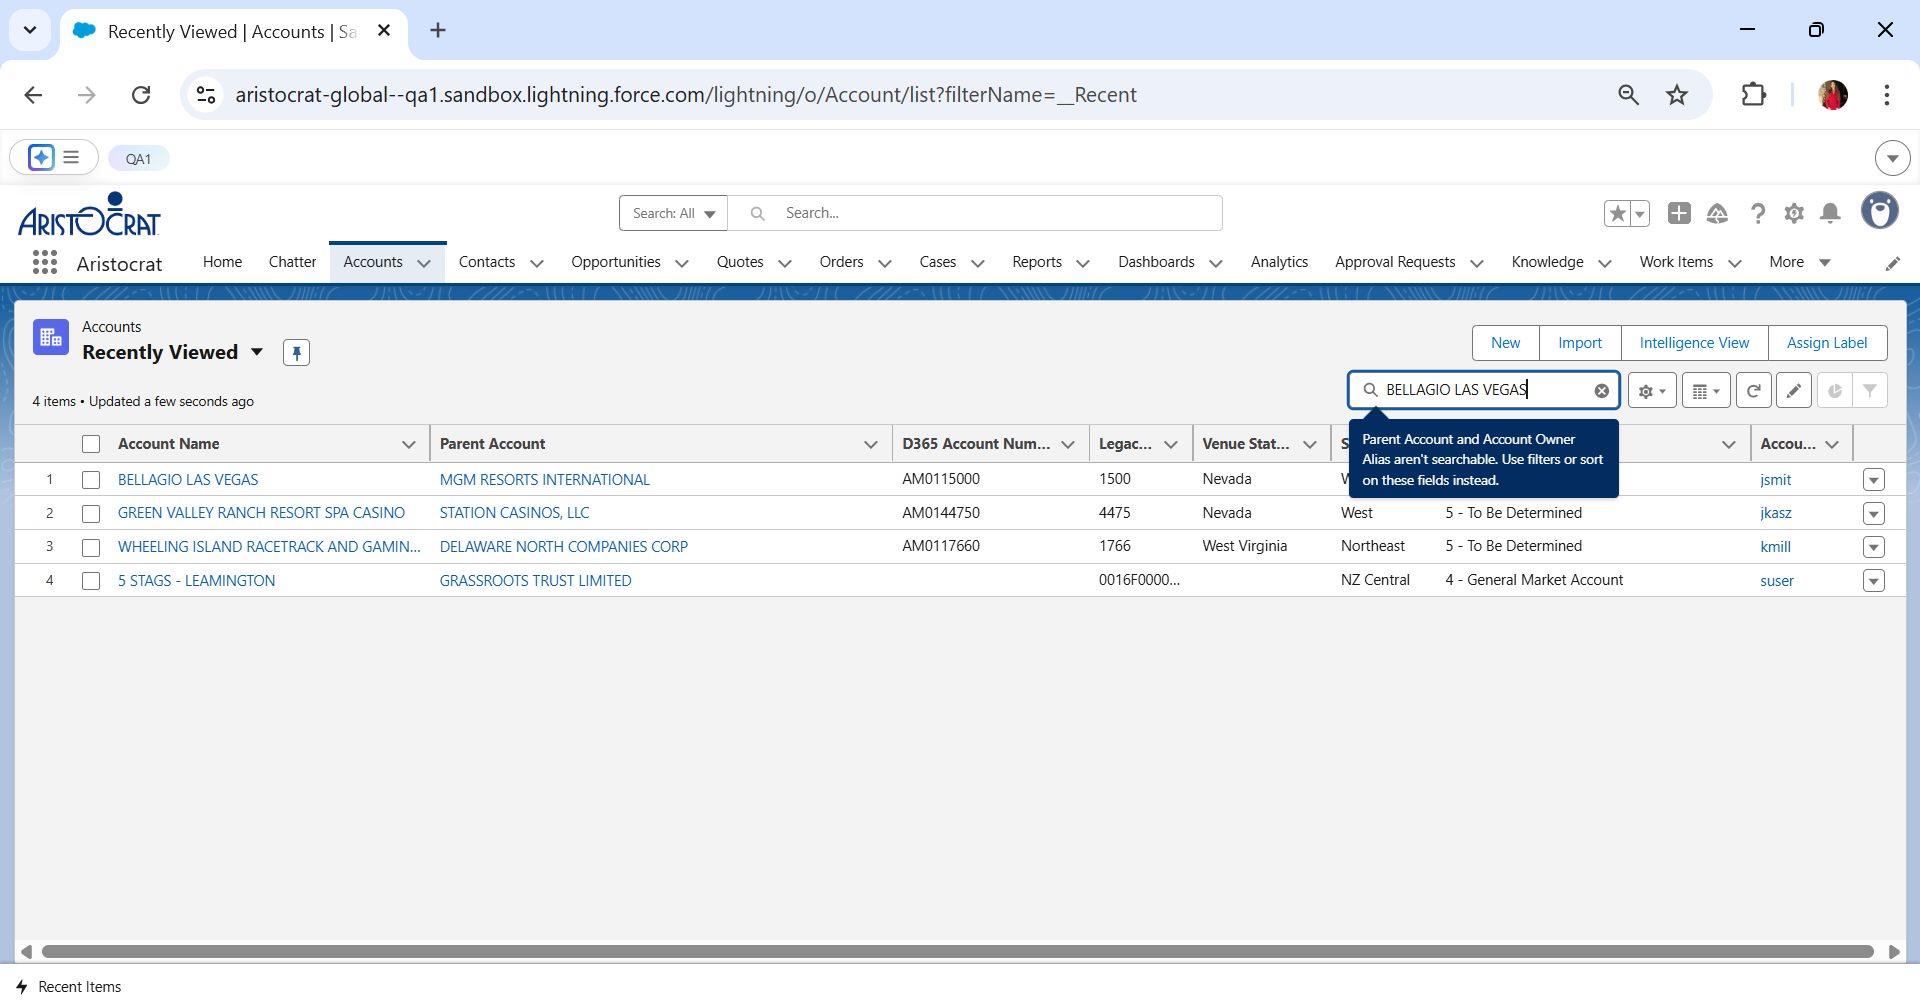 Recently Viewed | Accounts | Sa
aristocrat-global--qa1.sandbox.lightning.force.com/lightning/o/Account/list?filterName=__Recent
QA1
ARISTOCRAT
Search: All
Search...
Aristocrat
Home Chatter Accounts Contacts Opportunities Quotes Orders Cases Reports Dashboards Analytics Approval Requests Knowledge Work Items More
Accounts
Recently Viewed
New Import Intelligence View Assign Label
4 items • Updated a few seconds ago
BELLAGIO LAS VEGAS
Parent Account and Account Owner
Alias aren't searchable. Use filters or sort
on these fields instead.
Account Name Parent Account D365 Account Num... Legac... Venue Stat... Accou...
1 BELLAGIO LAS VEGAS MGM RESORTS INTERNATIONAL AM0115000 1500 Nevada jsmit
2 GREEN VALLEY RANCH RESORT SPA CASINO STATION CASINOS, LLC AM0144750 4475 Nevada West 5 - To Be Determined jkasz
3 WHEELING ISLAND RACETRACK AND GAMIN... DELAWARE NORTH COMPANIES CORP AM0117660 1766 West Virginia Northeast 5 - To Be Determined kmill
4 5 STAGS - LEAMINGTON GRASSROOTS TRUST LIMITED 0016F0000... NZ Central 4 - General Market Account suser
Recent Items